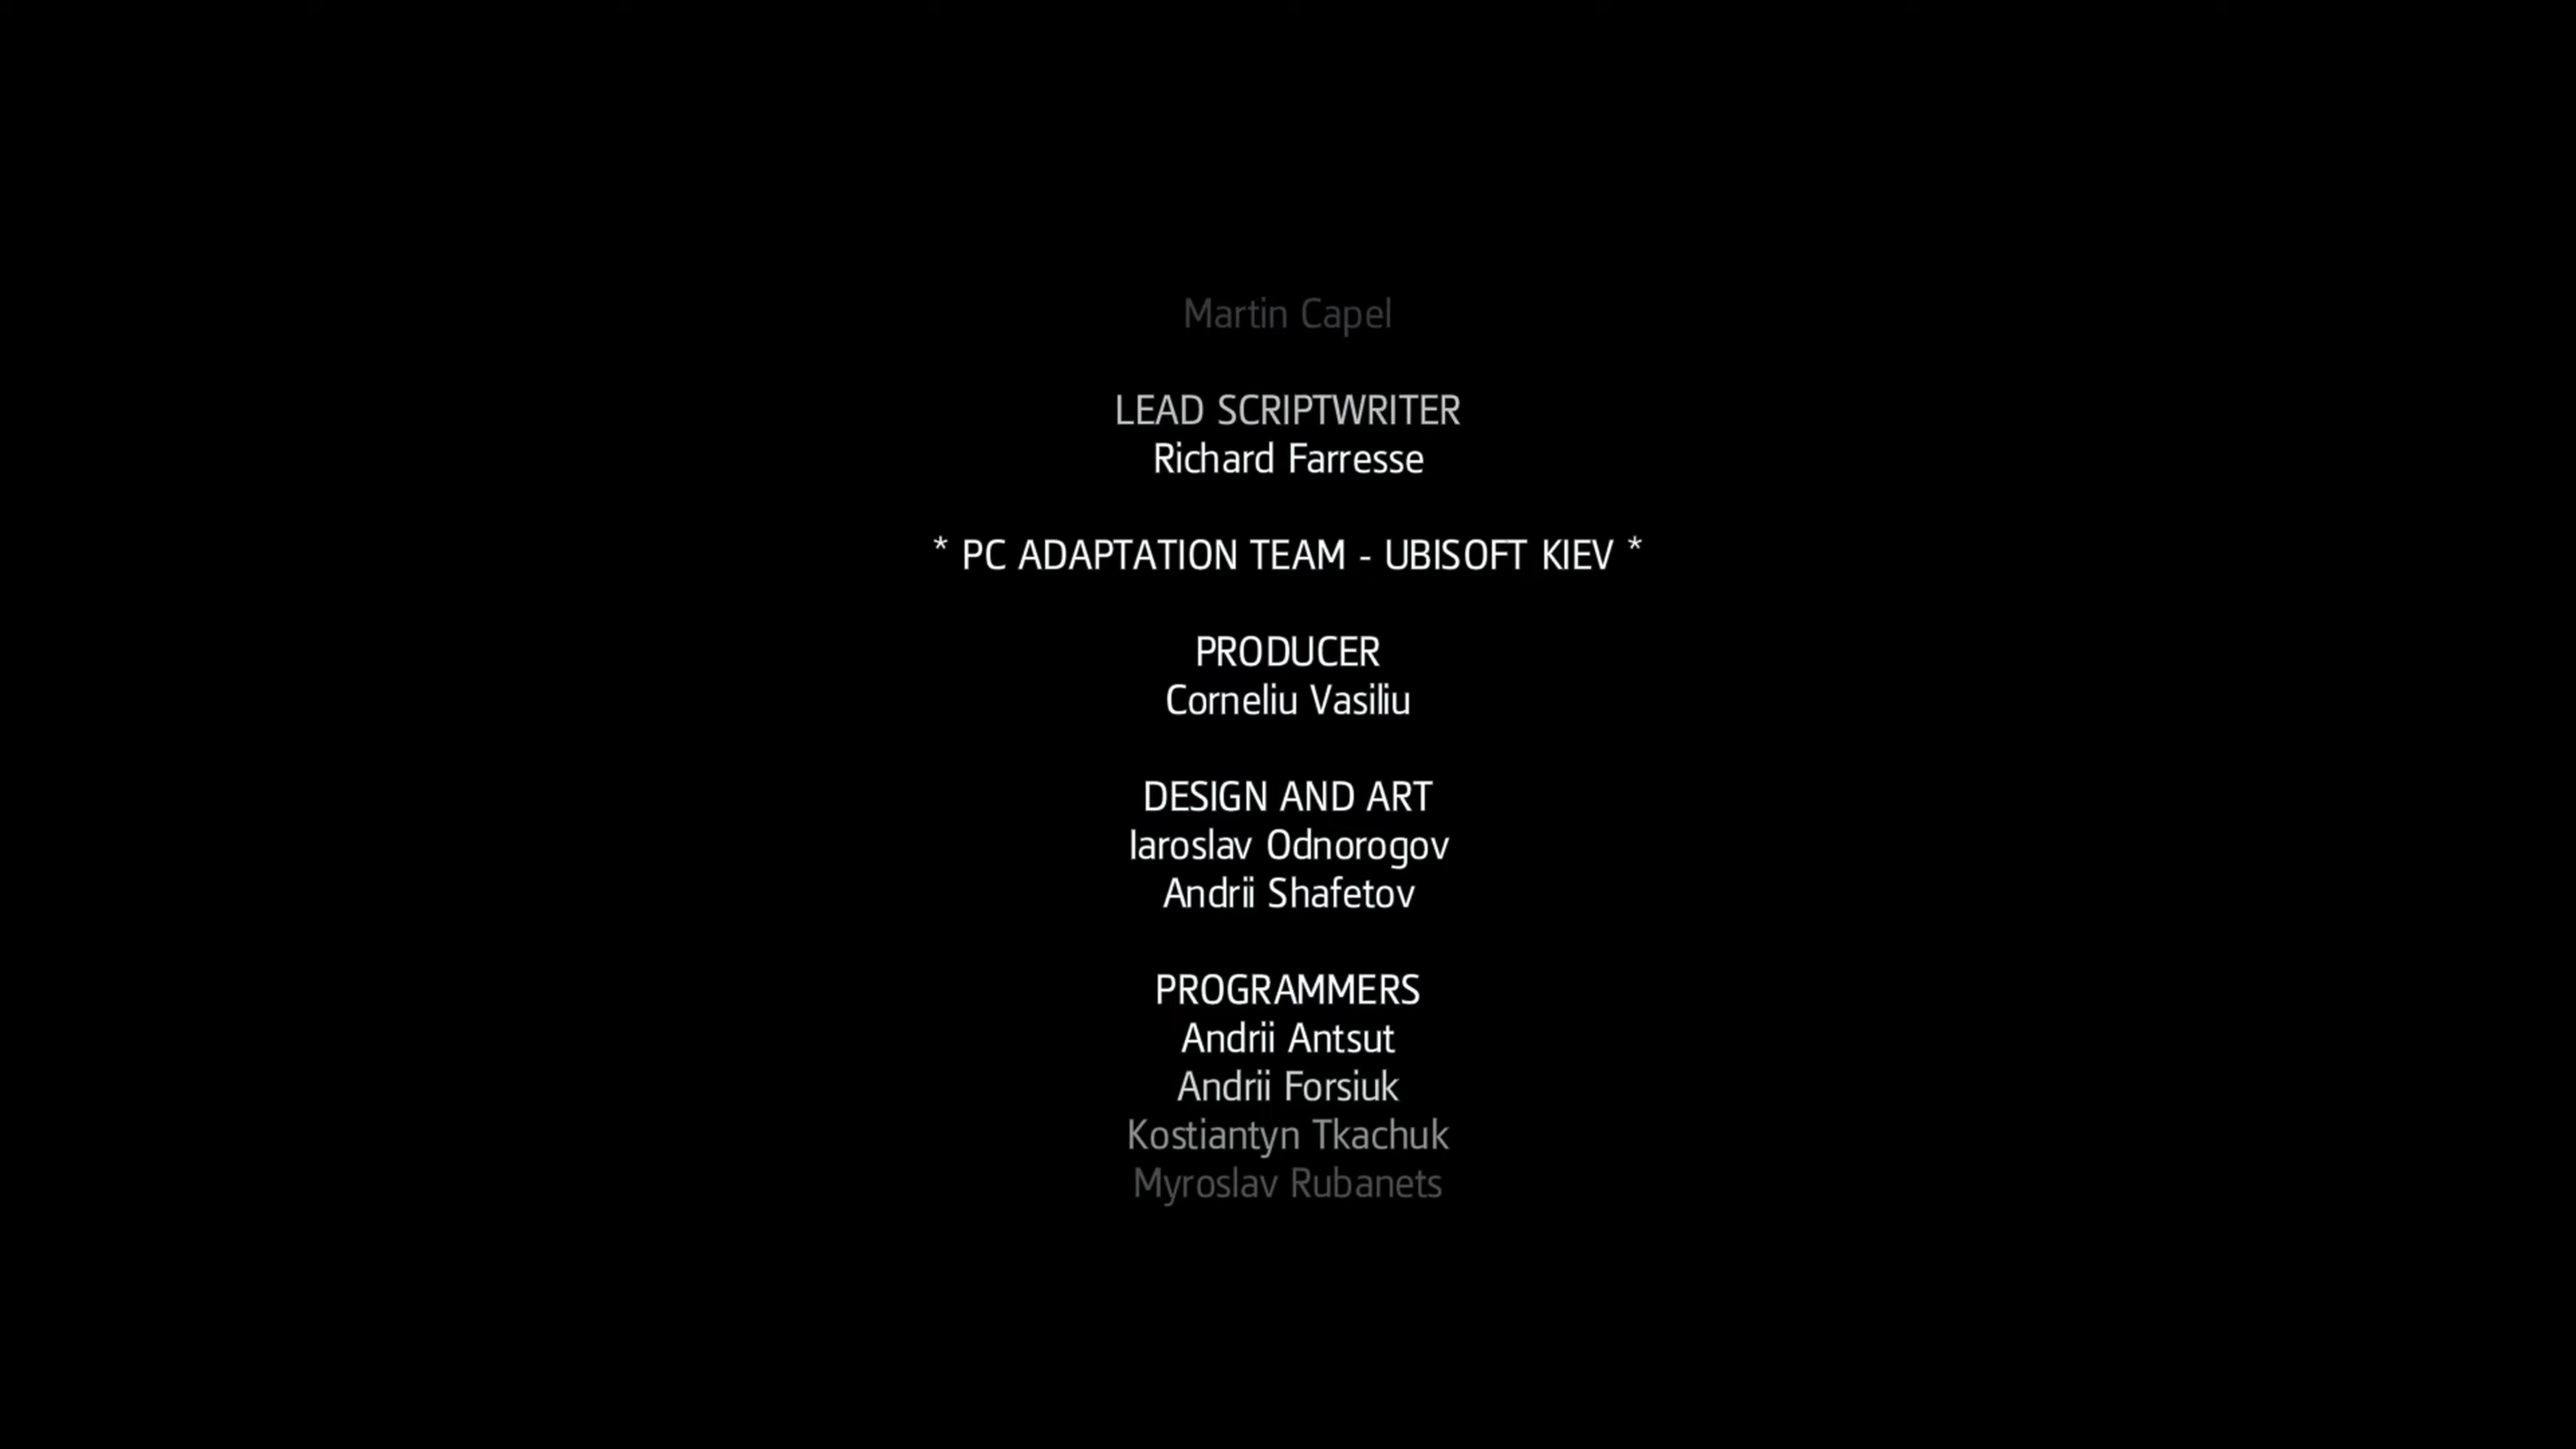 Martin Capel
LEAD SCRIPTWRITER
Richard Farresse
* PC ADAPTATION TEAM - UBISOFT KIEV *
PRODUCER
Corneliu Vasiliu
DESIGN AND ART
Iaroslav Odnorogov
Andrii Shafetov
PROGRAMMERS
Andrii Antsut
Andrii Forsiuk
Kostiantyn Tkachuk
Myroslav Rubanets